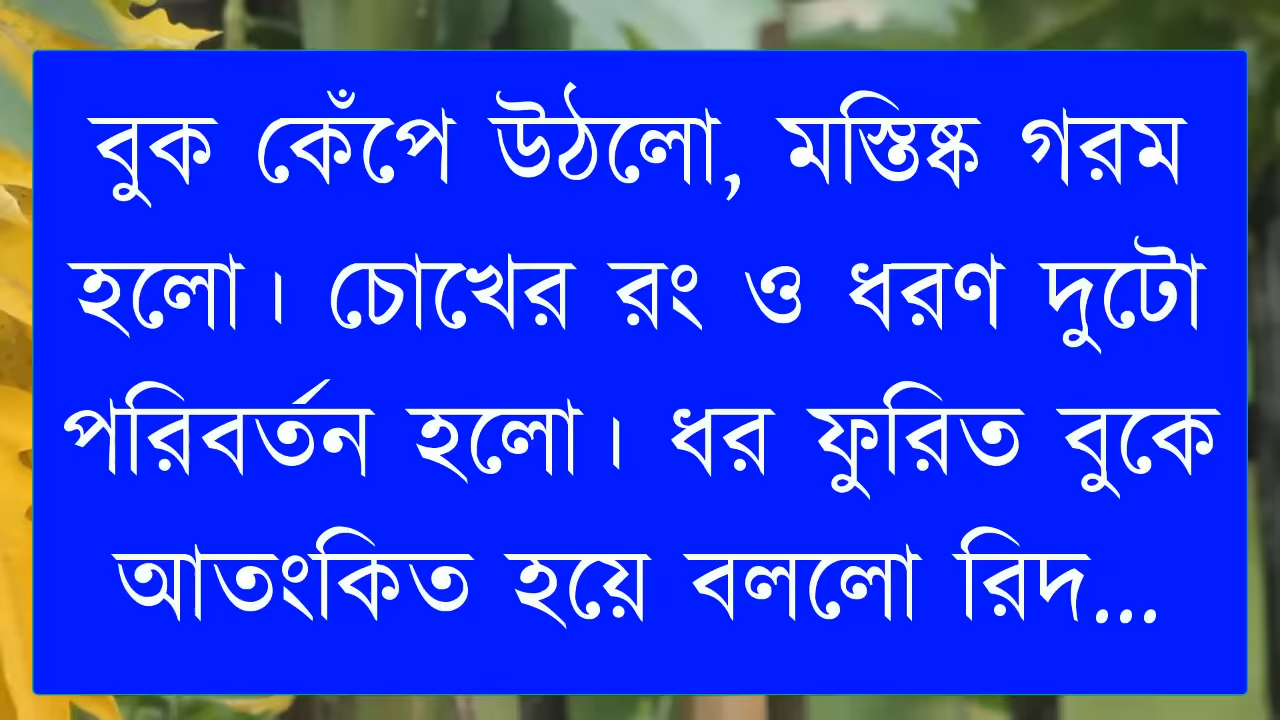 বুক কেঁপে উঠলো, মস্তিষ্ক গরম
হলো। চোখের রং ও ধরণ দুটো
পরিবর্তন হলো। ধর ফুরিত বুকে
আতংকিত হয়ে বললো রিদ...